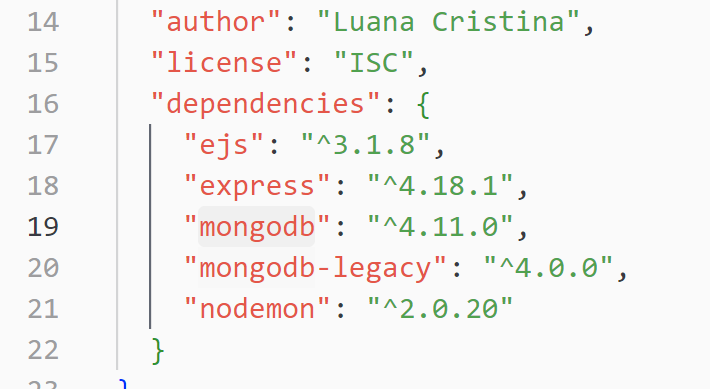 14 "author": "Luana Cristina",
15 "license": "ISC",
16 "dependencies": {
17 "ejs": "^3.1.8",
18 "express": "^4.18.1",
19 "mongodb": "^4.11.0",
20 "mongodb-legacy": "^4.0.0",
21 "nodemon": "^2.0.20"
22 }
23 }